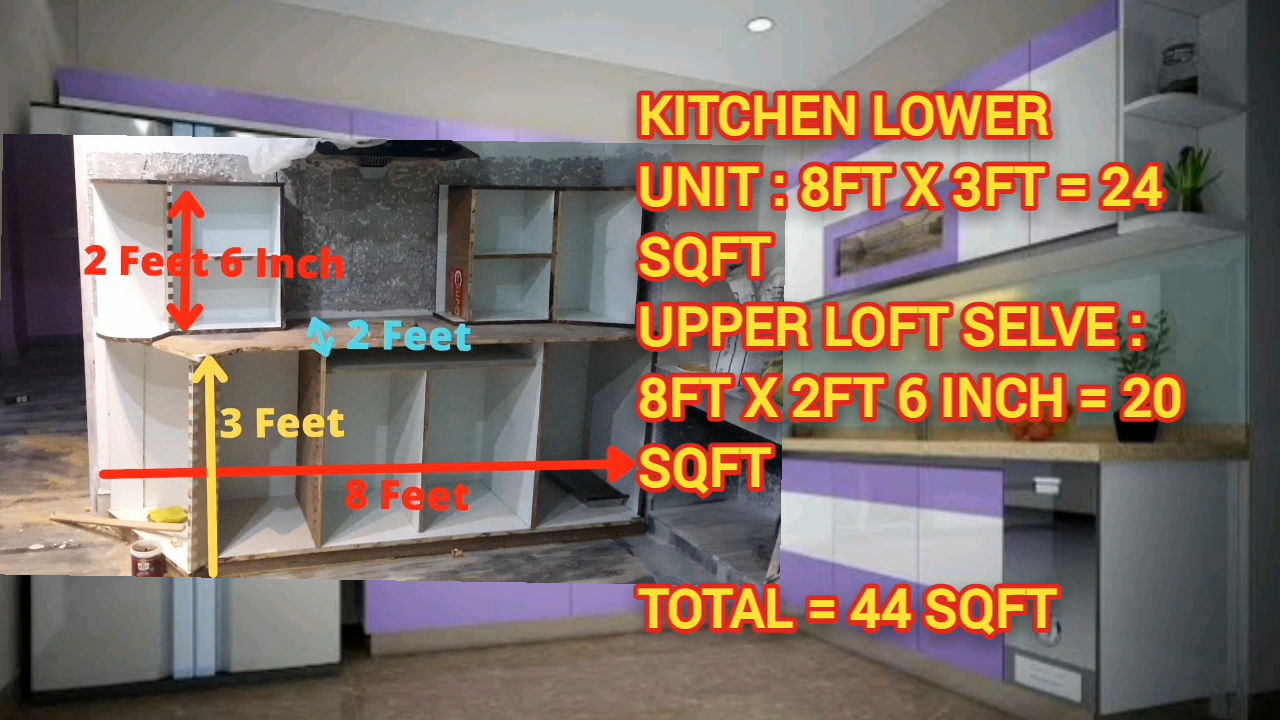 KITCHEN LOWER
UNIT : 8FT X 3FT = 24
SQFT
UPPER LOFT SELVE :
8FT X 2FT 6 INCH = 20
SQFT
TOTAL = 44 SQFT
2 Feet 6 Inch
2 Feet
3 Feet
8 Feet